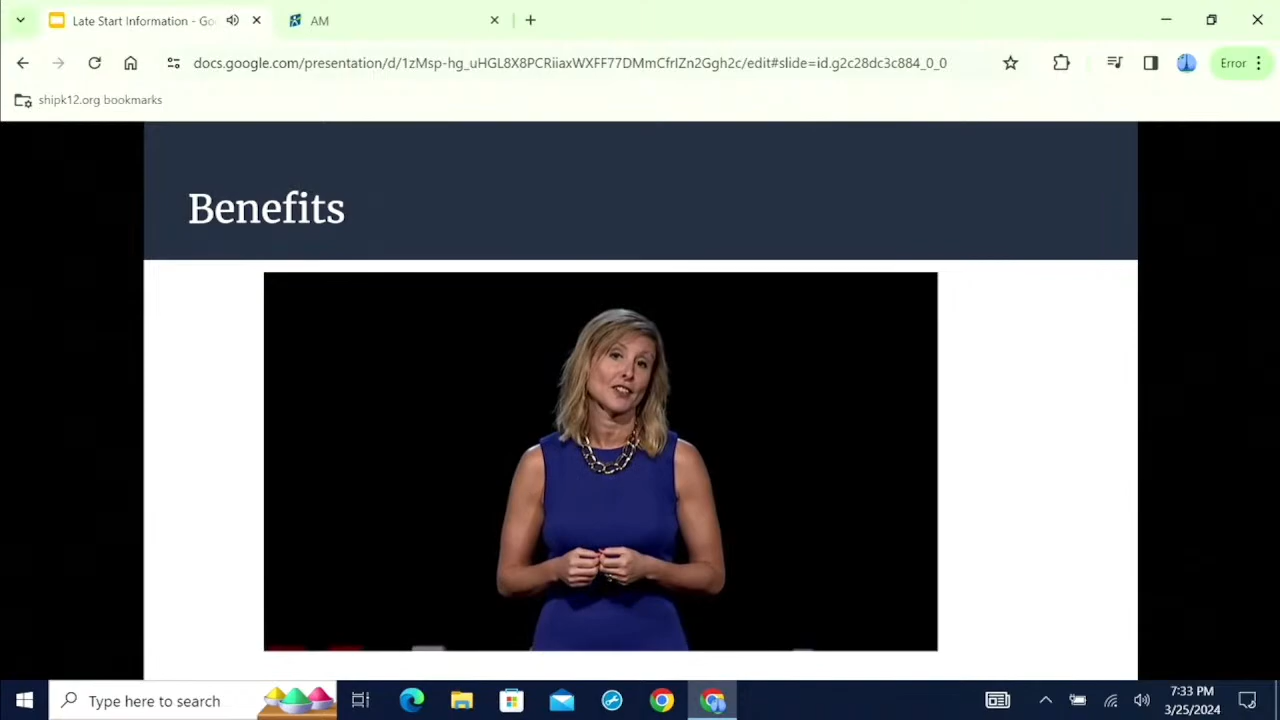 Late Start Information - Go
AM
docs.google.com/presentation/d/1zMsp-hg_uHGL8X8PCRiiaxWXFF77DMmCfrIZn2Ggh2c/edit#slide=id.g2c28dc3c884_0_0
Error
shipk12.org bookmarks
Benefits
Type here to search
7:33 PM
3/25/2024